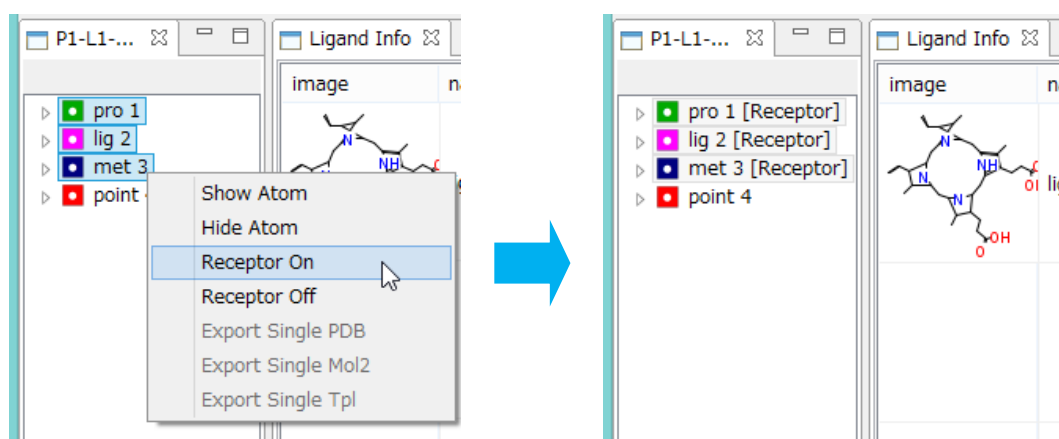 P1-L1-...
Ligand Info
image
pro 1
lig 2
met 3
point
N
NH
Show Atom
Hide Atom
Receptor On
Receptor Off
Export Single PDB
Export Single Mol2
Export Single Tpl
P1-L1-...
Ligand Info
image
pro 1 [Receptor]
lig 2 [Receptor]
met 3 [Receptor]
point 4
N
NH
N
N
OH
O